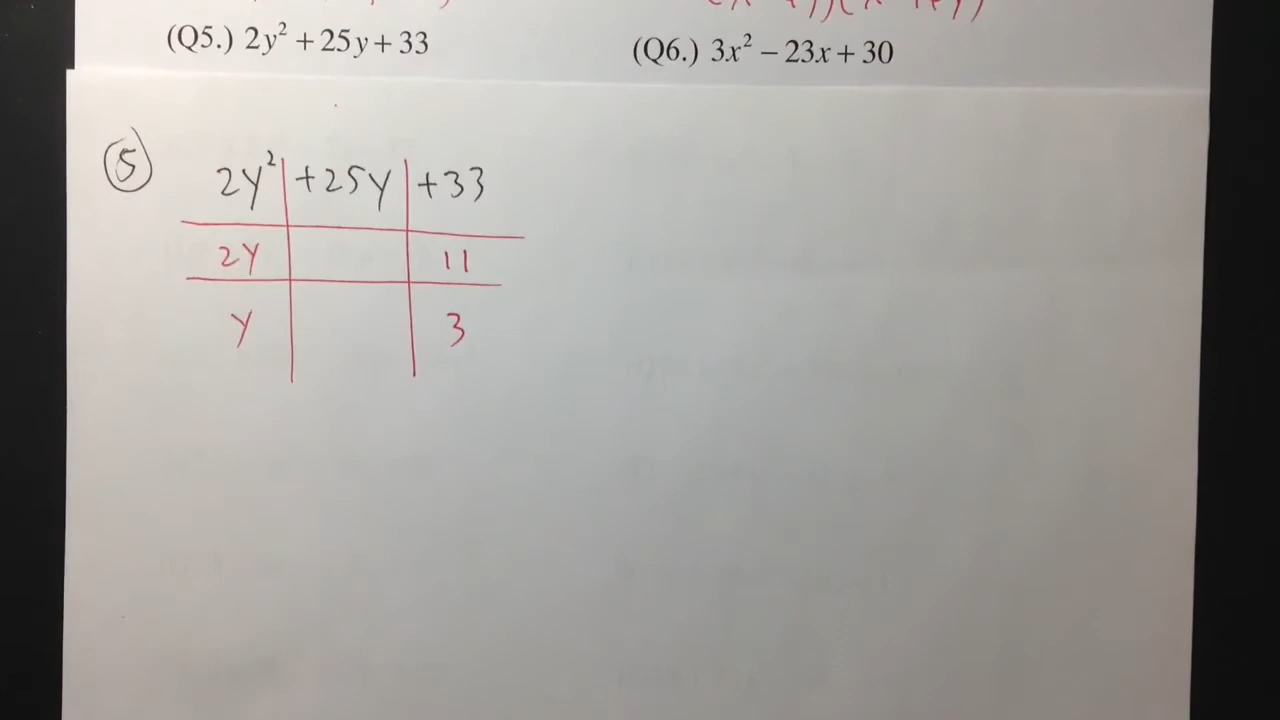 (Q5.) 2y² + 25y + 33
(Q6.) 3x² − 23x + 30
5
2y² +25y +33
2y 11
y 3